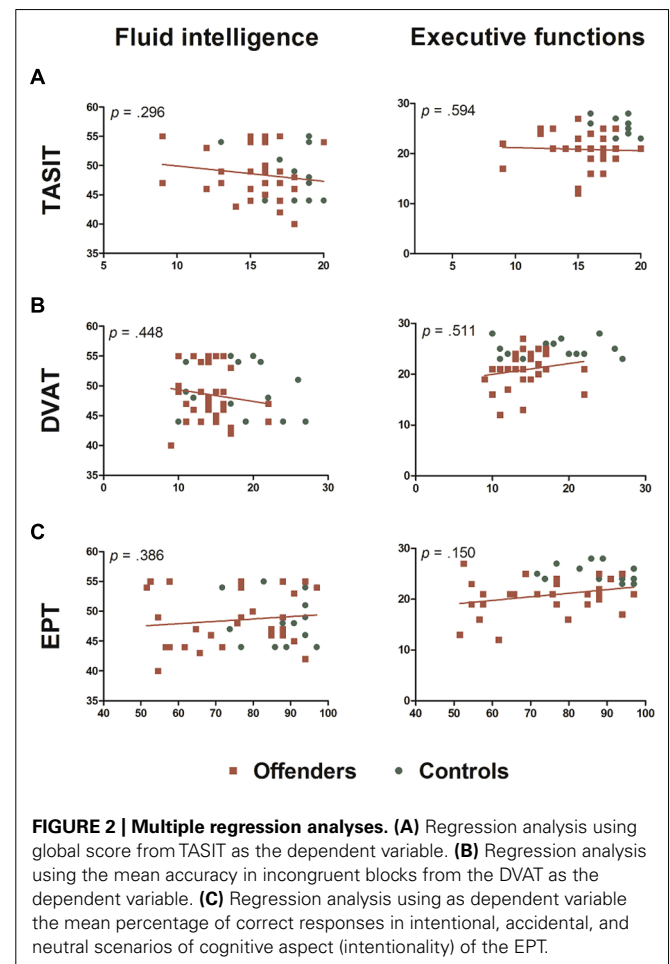 Fluid intelligence
Executive functions
A
TASIT
p = .296
60
55
50
45
40
35
5
10
15
20
p = .594
30
20
10
0
5
10
15
20
B
DVAT
p = .448
60
55
50
45
40
35
0
10
20
30
p = .511
30
20
10
0
0
10
20
30
C
EPT
p = .386
60
55
50
45
40
35
40
50
60
70
80
90
100
p = .150
30
20
10
0
40
50
60
70
80
90
100
Offenders
Controls
FIGURE 2 | Multiple regression analyses. (A) Regression analysis using
global score from TASIT as the dependent variable. (B) Regression analysis
using the mean accuracy in incongruent blocks from the DVAT as the
dependent variable. (C) Regression analysis using as dependent variable
the mean percentage of correct responses in intentional, accidental, and
neutral scenarios of cognitive aspect (intentionality) of the EPT.